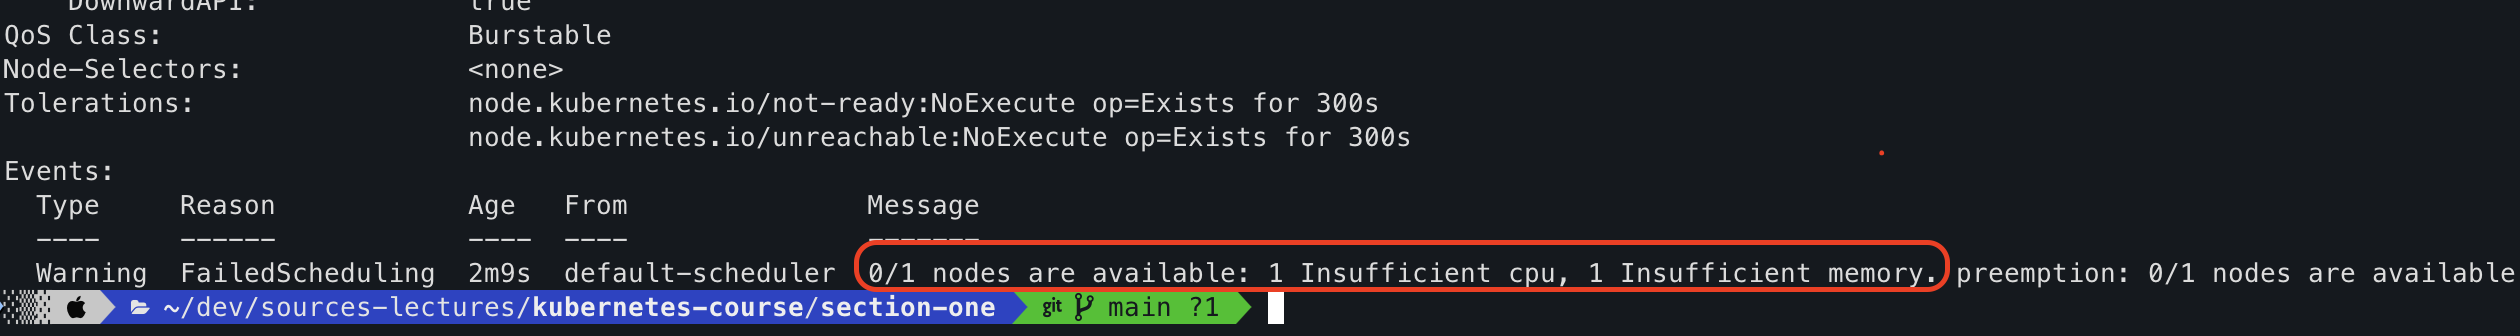 DownwardAPI: true
QoS Class: Burstable
Node-Selectors: <none>
Tolerations: node.kubernetes.io/not-ready:NoExecute op=Exists for 300s
node.kubernetes.io/unreachable:NoExecute op=Exists for 300s
Events:
Type Reason Age From Message
---- ------ ---- ---- -------
Warning FailedScheduling 2m9s default-scheduler 0/1 nodes are available: 1 Insufficient cpu, 1 Insufficient memory. preemption: 0/1 nodes are available
~/dev/sources-lectures/kubernetes-course/section-one git main ?1